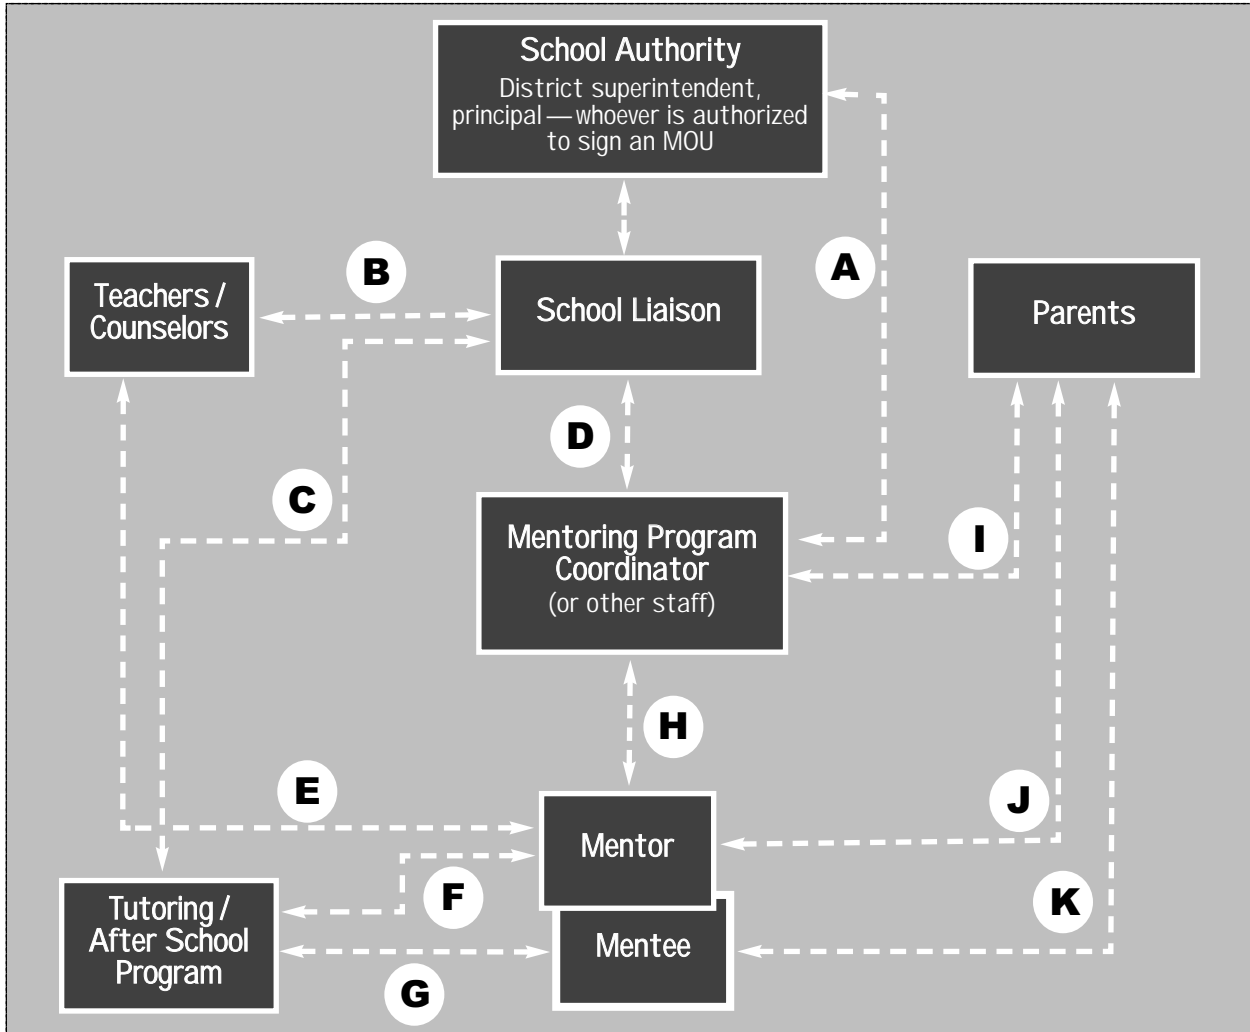 School Authority
District superintendent,
principal — whoever is authorized
to sign an MOU
B
A
Teachers /
Counselors
School Liaison
Parents
D
C
Mentoring Program
Coordinator
(or other staff)
I
H
E
J
Mentor
F
K
Tutoring /
After School
Program
Mentee
G